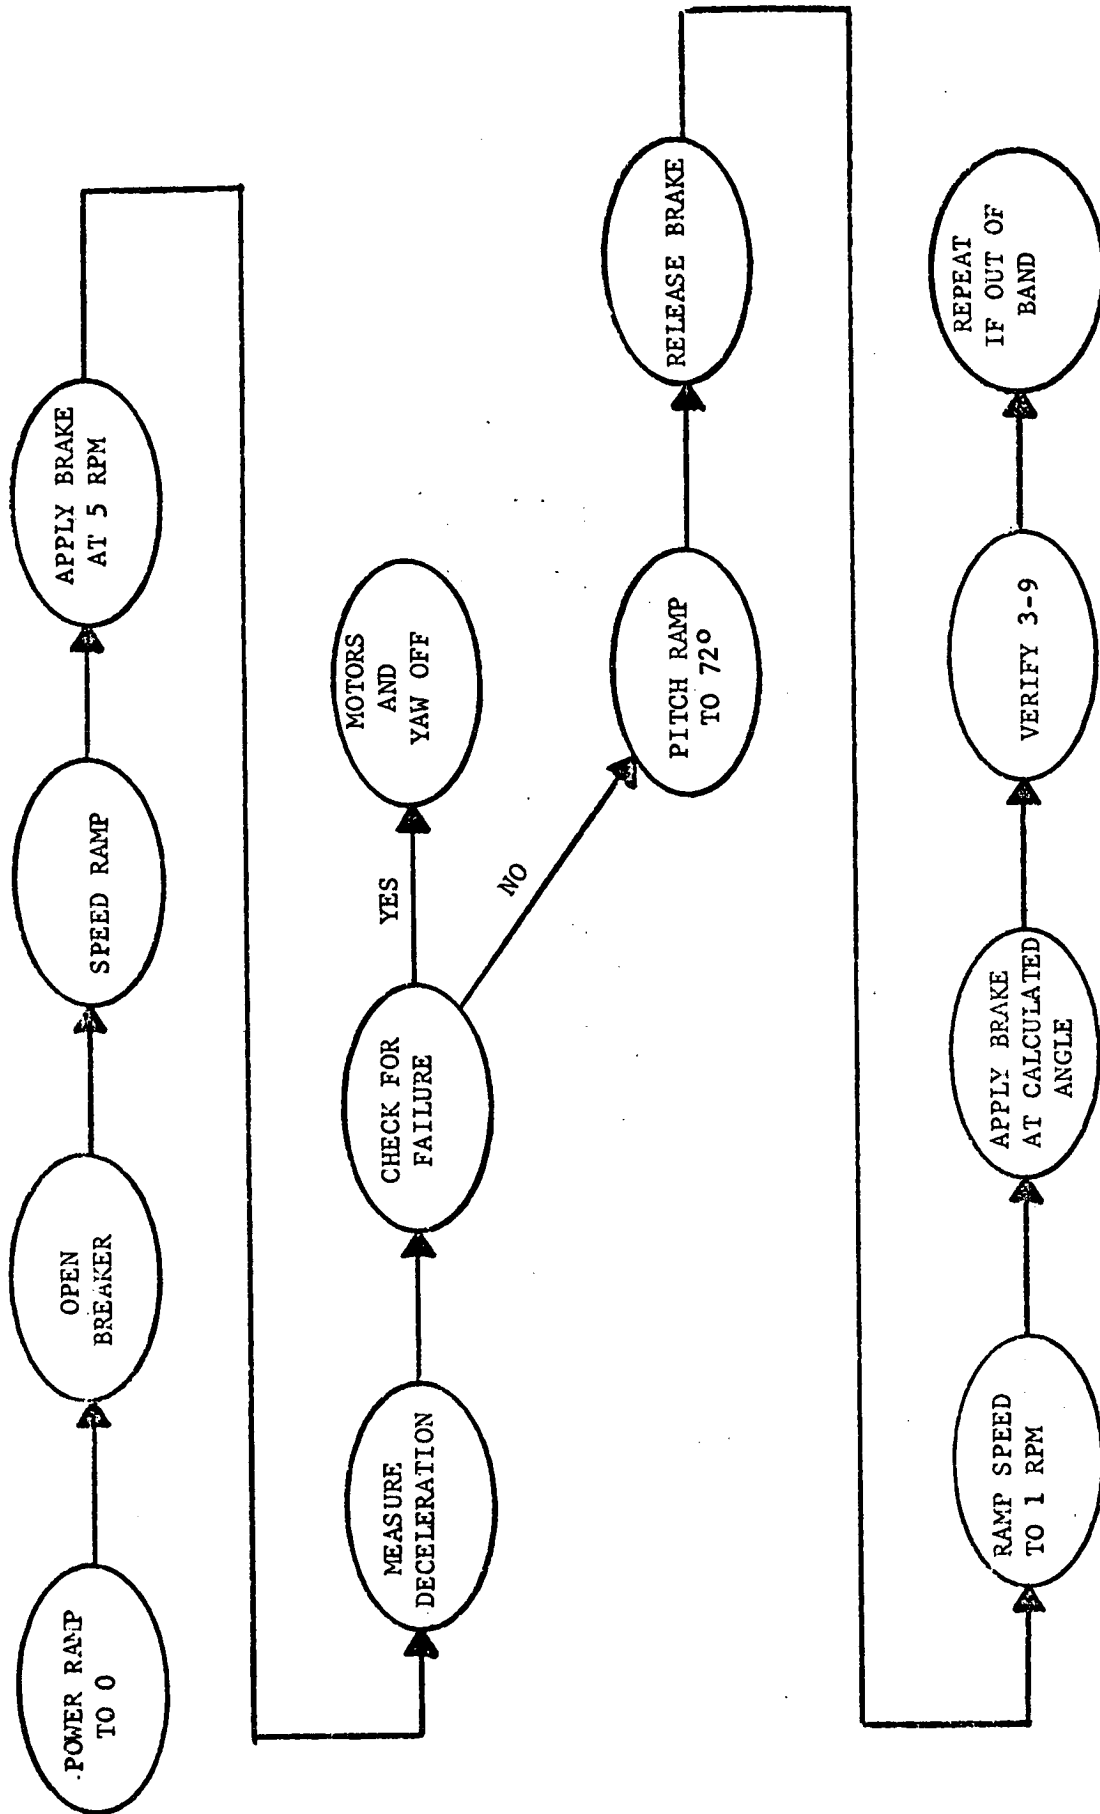 POWER RAMP
TO 0
OPEN
BREAKER
SPEED RAMP
APPLY BRAKE
AT 5 RPM
MEASURE
DECELERATION
CHECK FOR
FAILURE
YES
MOTORS
AND
YAW OFF
NO
PITCH RAMP
TO 72°
RELEASE BRAKE
RAMP SPEED
TO 1 RPM
APPLY BRAKE
AT CALCULATED
ANGLE
VERIFY 3-9
REPEAT
IF OUT OF
BAND